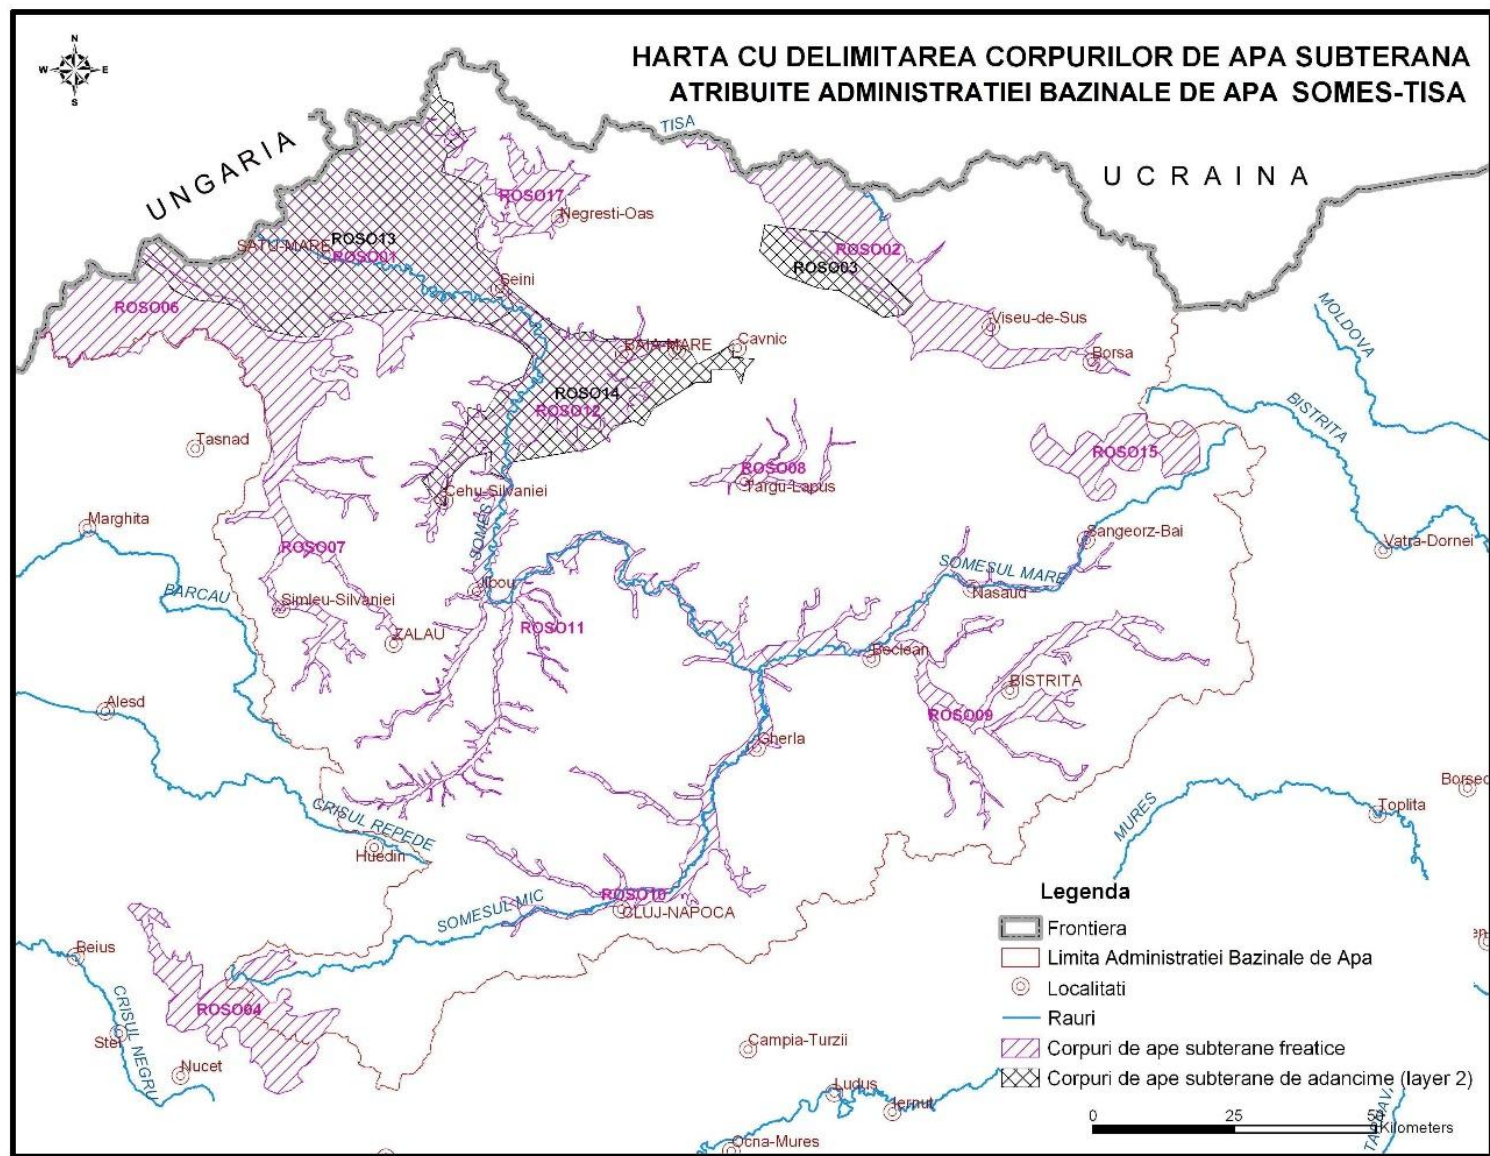 HARTA CU DELIMITAREA CORPURILOR DE APA SUBTERANA
ATRIBUITE ADMINISTRATIEI BAZINALE DE APA SOMES-TISA
N
W
E
S
TISA
UNGARIA
UCRAINA
ROSO17
Negresti-Oas
SATU-MARE
ROSO13
ROSO01
ROSO02
ROSO03
Seini
ROSO06
MOLDOVA
Viseu-de-Sus
BAIA-MARE
Cavnic
Borsa
ROSO14
ROSO12
BISTRITA
Tasnad
ROSO15
ROSO08
Targu-Lapus
Cehu-Silvaniei
Marghita
SOMES
Sangeorz-Bai
Vatra-Dornei
ROSO07
SOMESUL MARE
BARCAU
Jibou
Nasaud
Simleu-Silvaniei
ROSO11
ZALAU
Beclean
BISTRITA
Alesd
ROSO09
Gherla
Borsec
CRISUL REPEDE
MURES
Toplita
Huedin
ROSO10
SOMESUL MIC
CLUJ-NAPOCA
Beius
ROSO04
CRISUL NEGRU
Stei
Nucet
Campia-Turzii
Ludus
Iernut
Ocna-Mures
Legenda
Frontiera
Limita Administratiei Bazinale de Apa
Localitati
Rauri
Corpuri de ape subterane freatice
Corpuri de ape subterane de adancime (layer 2)
0 25 50
Kilometers